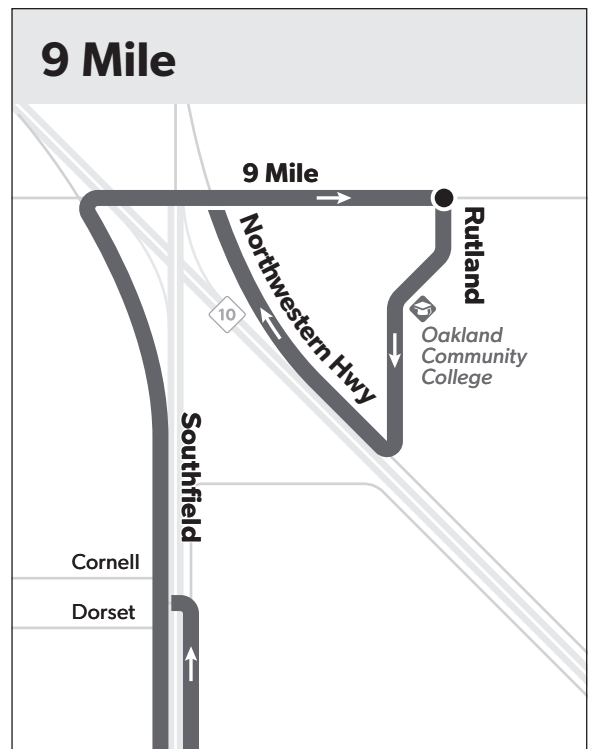 9 Mile
9 Mile
Rutland
Northwestern Hwy
10
Oakland
Community
College
Southfield
Cornell
Dorset